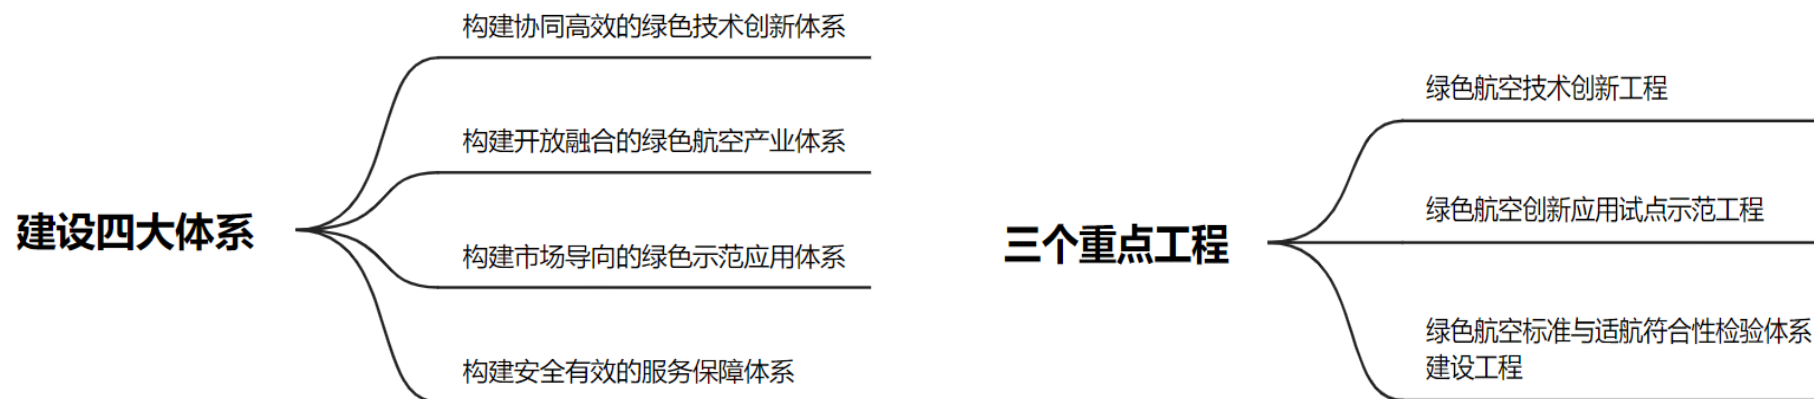 建设四大体系
构建协同高效的绿色技术创新体系
构建开放融合的绿色航空产业体系
构建市场导向的绿色示范应用体系
构建安全有效的服务保障体系
三个重点工程
绿色航空技术创新工程
绿色航空创新应用试点示范工程
绿色航空标准与适航符合性检验体系
建设工程